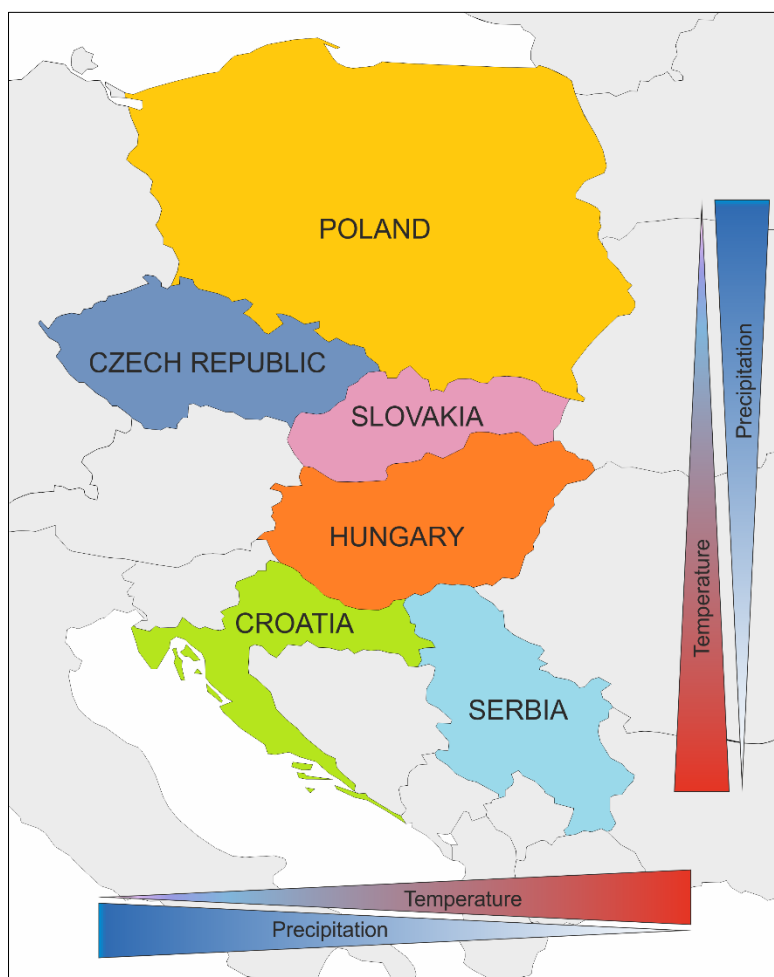 POLAND
Precipitation
CZECH REPUBLIC
SLOVAKIA
HUNGARY
Temperature
CROATIA
SERBIA
Temperature
Precipitation